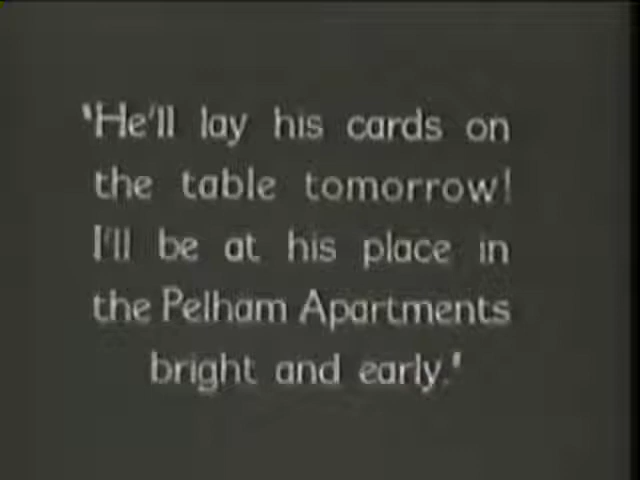 'He'll lay his cards on
the table tomorrow!
I'll be at his place in
the Pelham Apartments
bright and early.'